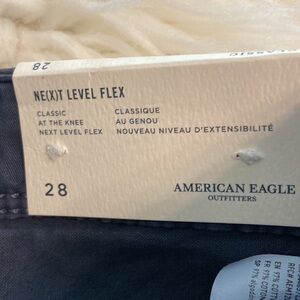 CLASSIC
28
NE(X)T LEVEL FLEX
CLASSIC CLASSIQUE
AT THE KNEE AU GENOU
NEXT LEVEL FLEX NOUVEAU NIVEAU D'EXTENSIBILITÉ
28 AMERICAN EAGLE
OUTFITTERS